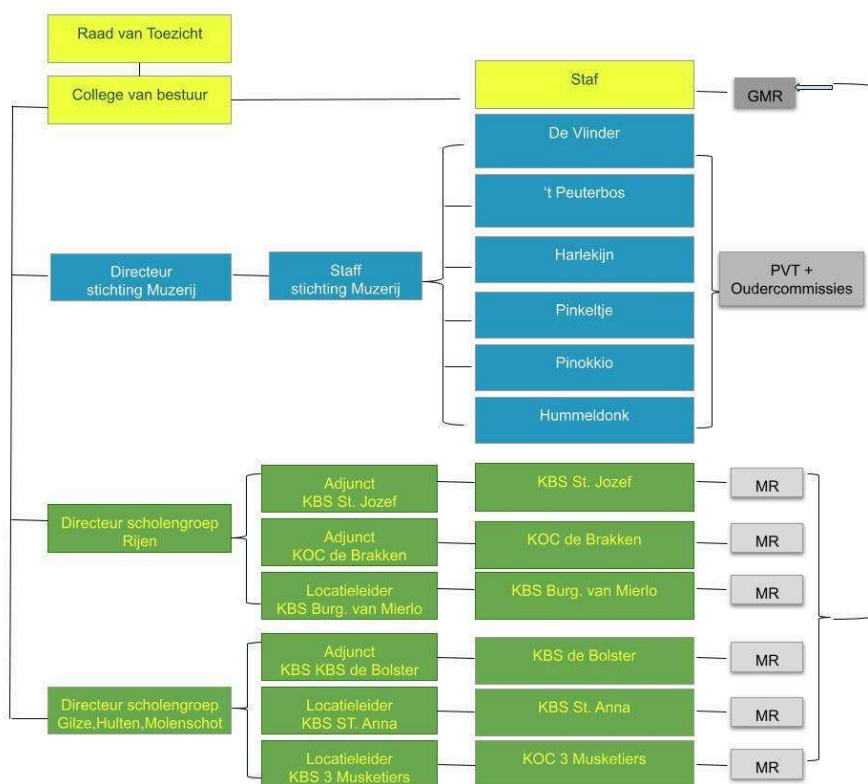 Raad van Toezicht
College van bestuur
Staf
GMR
De Vlinder
't Peuterbos
Harlekijn
Pinkeltje
Pinokkio
Hummeldonk
Directeur
stichting Muzerij
Staff
stichting Muzerij
PVT +
Oudercommissies
Directeur scholengroep
Rijen
Adjunct
KBS St. Jozef
KBS St. Jozef
MR
Adjunct
KOC de Brakken
KOC de Brakken
MR
Locatieleider
KBS Burg. van Mierlo
KBS Burg. van Mierlo
MR
Directeur scholengroep
Gilze,Hulten,Molenschot
Adjunct
KBS KBS de Bolster
KBS de Bolster
MR
Locatieleider
KBS ST. Anna
KBS St. Anna
MR
Locatieleider
KBS 3 Musketiers
KOC 3 Musketiers
MR